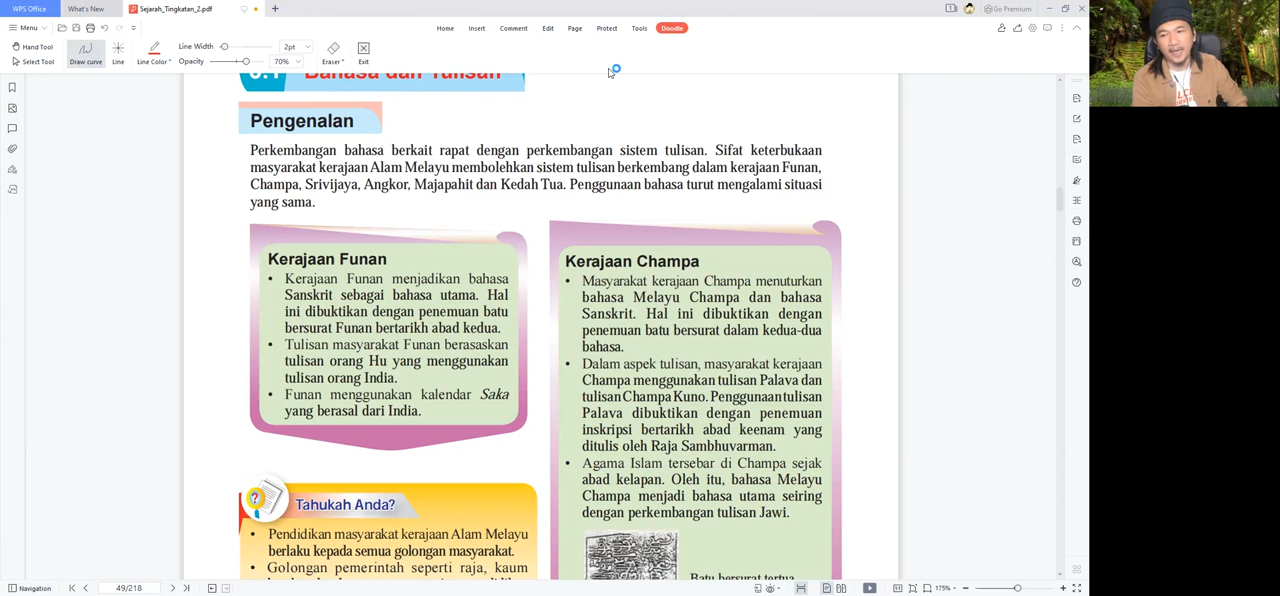 WPS Office
What's New
Sejarah_Tingkatan_2.pdf
Go Premium
Menu
Home
Insert
Comment
Edit
Page
Protect
Tools
Doodle
Hand Tool
Select Tool
Draw curve
Line
Line Color
Line Width
2pt
Opacity
70%
Eraser
Exit
Bahasa dan Tulisan
Pengenalan
Perkembangan bahasa berkait rapat dengan perkembangan sistem tulisan. Sifat keterbukaan
masyarakat kerajaan Alam Melayu membolehkan sistem tulisan berkembang dalam kerajaan Funan,
Champa, Srivijaya, Angkor, Majapahit dan Kedah Tua. Penggunaan bahasa turut mengalami situasi
yang sama.
Kerajaan Funan
• Kerajaan Funan menjadikan bahasa
Sanskrit sebagai bahasa utama. Hal
ini dibuktikan dengan penemuan batu
bersurat Funan bertarikh abad kedua.
• Tulisan masyarakat Funan berasaskan
tulisan orang Hu yang menggunakan
tulisan orang India.
• Funan menggunakan kalendar Saka
yang berasal dari India.
Kerajaan Champa
• Masyarakat kerajaan Champa menuturkan
bahasa Melayu Champa dan bahasa
Sanskrit. Hal ini dibuktikan dengan
penemuan batu bersurat dalam kedua-dua
bahasa.
• Dalam aspek tulisan, masyarakat kerajaan
Champa menggunakan tulisan Palava dan
tulisan Champa Kuno. Penggunaan tulisan
Palava dibuktikan dengan penemuan
inskripsi bertarikh abad keenam yang
ditulis oleh Raja Sambhuvarman.
• Agama Islam tersebar di Champa sejak
abad kelapan. Oleh itu, bahasa Melayu
Champa menjadi bahasa utama seiring
dengan perkembangan tulisan Jawi.
Batu bersurat tertua
Tahukah Anda?
• Pendidikan masyarakat kerajaan Alam Melayu
berlaku kepada semua golongan masyarakat.
• Golongan pemerintah seperti raja, kaum
Navigation
49/218
175%